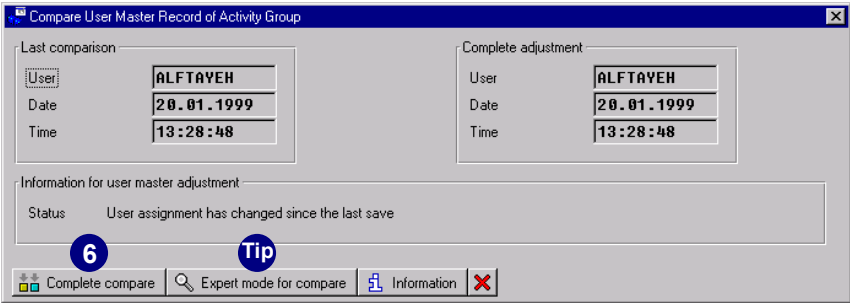 Compare User Master Record of Activity Group
Last comparison
User ALFTAYEH
Date 20.01.1999
Time 13:28:48
Complete adjustment
User ALFTAYEH
Date 20.01.1999
Time 13:28:48
Information for user master adjustment
Status User assignment has changed since the last save
6 Tip
Complete compare Expert mode for compare Information